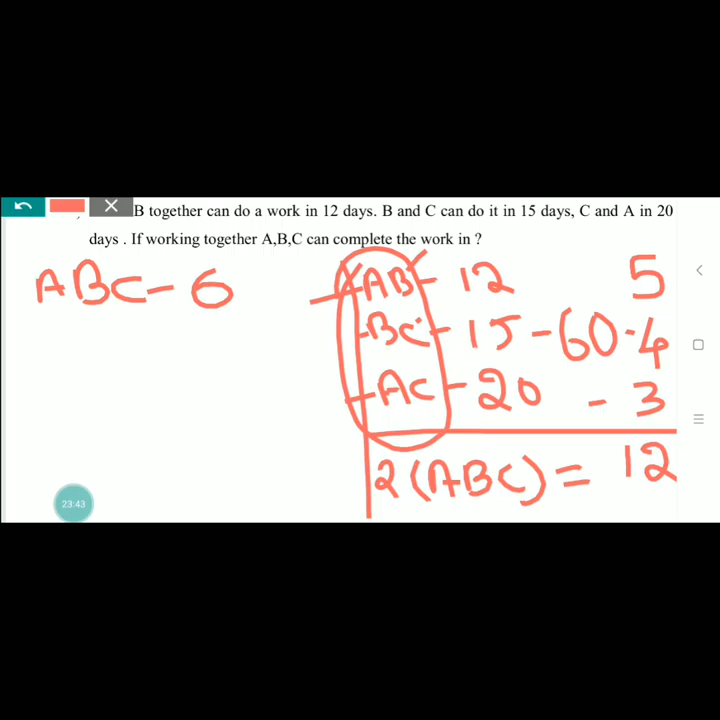 B together can do a work in 12 days. B and C can do it in 15 days, C and A in 20
days . If working together A,B,C can complete the work in ?
ABC - 6
AB - 12 5
BC - 15 - 60 - 4
AC - 20 - 3
2 (ABC) = 12
23:43